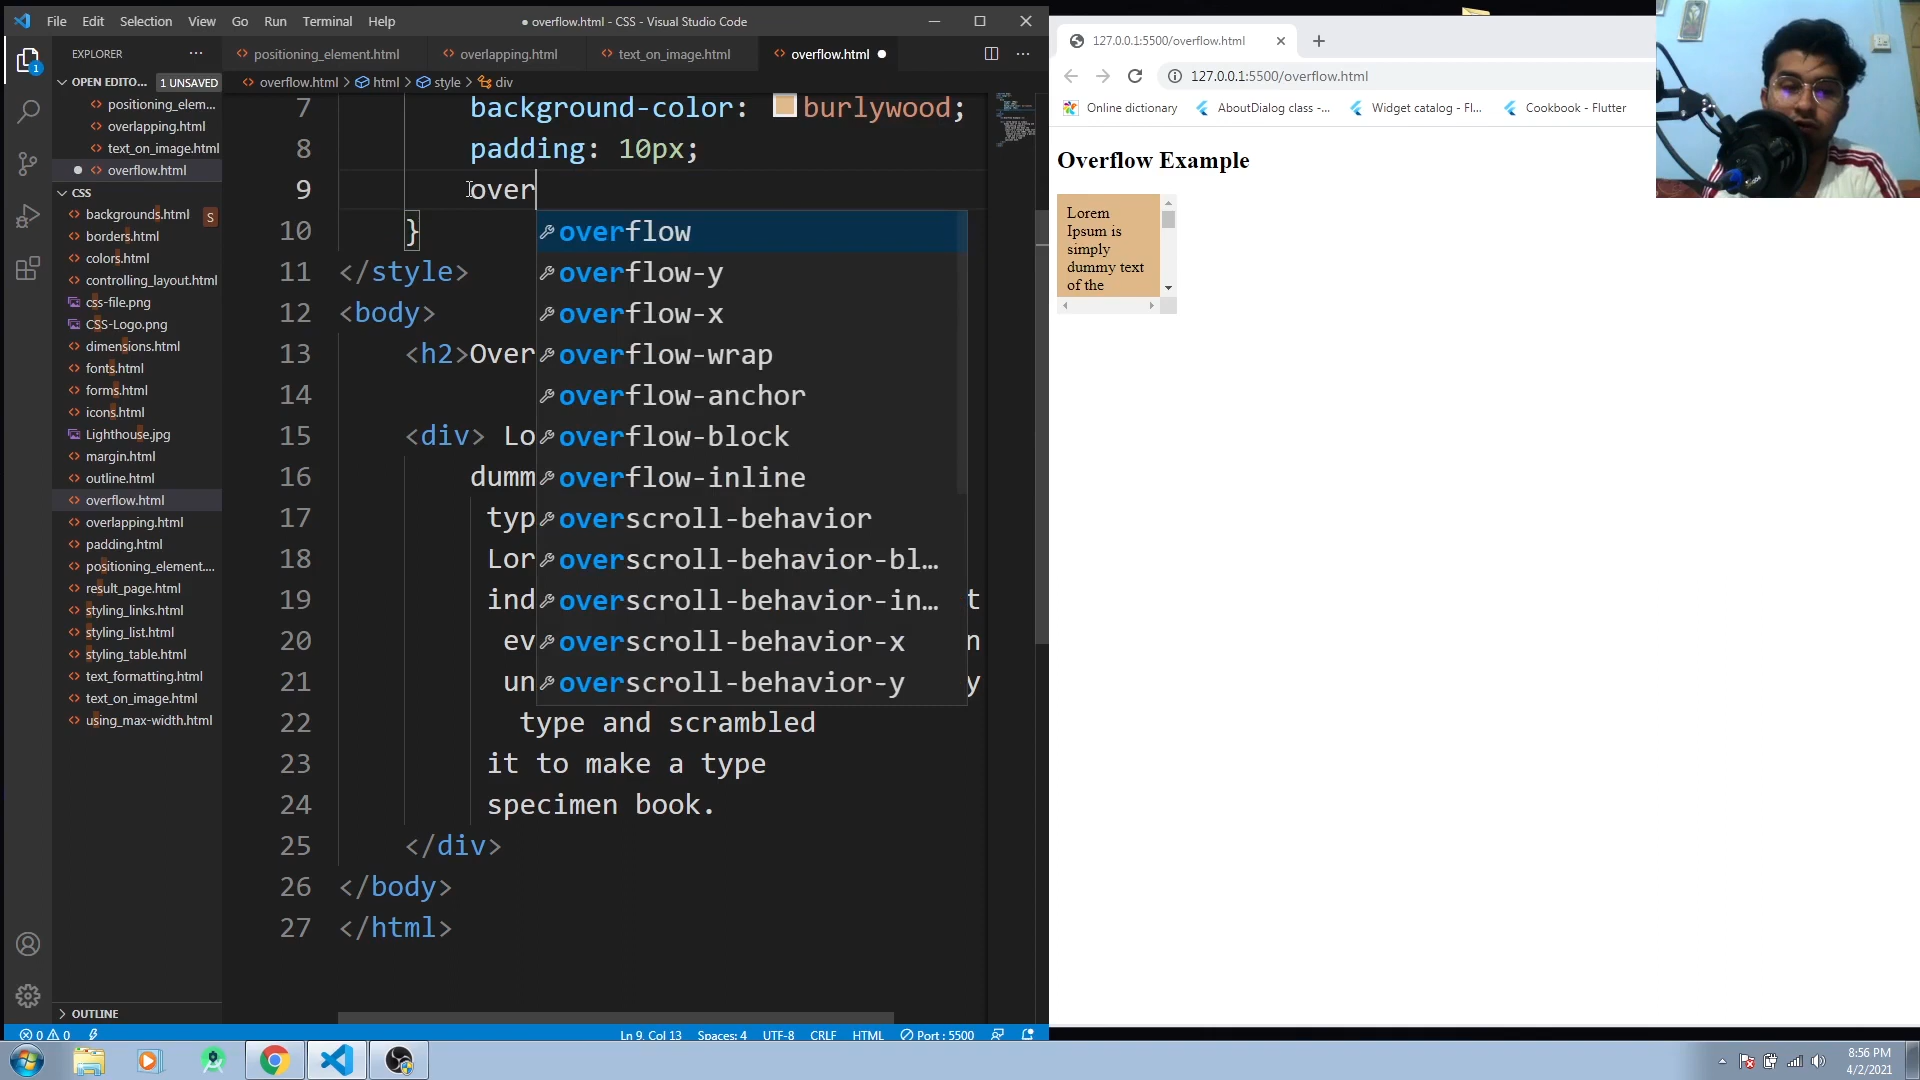 File Edit Selection View Go Run Terminal Help
● overflow.html - CSS - Visual Studio Code
EXPLORER
OPEN EDITO... 1 UNSAVED
positioning_elem...
overlapping.html
text_on_image.html
overflow.html
CSS
backgrounds.html S
borders.html
colors.html
controlling_layout.html
css-file.png
CSS-Logo.png
dimensions.html
fonts.html
forms.html
icons.html
Lighthouse.jpg
margin.html
outline.html
overflow.html
overlapping.html
padding.html
positioning_element....
result_page.html
styling_links.html
styling_list.html
styling_table.html
text_formatting.html
text_on_image.html
using_max-width.html
OUTLINE
1
positioning_element.html overlapping.html text_on_image.html overflow.html
overflow.html > html > style > div
7 background-color: burlywood;
8 padding: 10px;
9 over
10 }
11 </style>
12 <body>
13 <h2>Over
14
15 <div> Lo
16 dumm
17 typ
18 Lor
19 ind t
20 ev n
21 un y
22 type and scrambled
23 it to make a type
24 specimen book.
25 </div>
26 </body>
27 </html>
overflow
overflow-y
overflow-x
overflow-wrap
overflow-anchor
overflow-block
overflow-inline
overscroll-behavior
overscroll-behavior-bl...
overscroll-behavior-in...
overscroll-behavior-x
overscroll-behavior-y
0 0 Ln 9, Col 13 Spaces: 4 UTF-8 CRLF HTML Port : 5500
127.0.0.1:5500/overflow.html
127.0.0.1:5500/overflow.html
Online dictionary AboutDialog class -... Widget catalog - Fl... Cookbook - Flutter
Overflow Example
Lorem
Ipsum is
simply
dummy text
of the
8:56 PM
4/2/2021